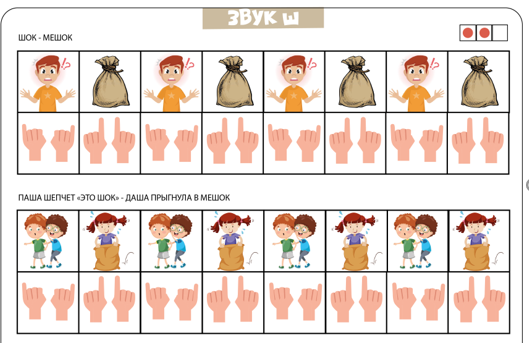 ЗВУК Ш
ШОК - МЕШОК
ПАША ШЕПЧЕТ «ЭТО ШОК» - ДАША ПРЫГНУЛА В МЕШОК